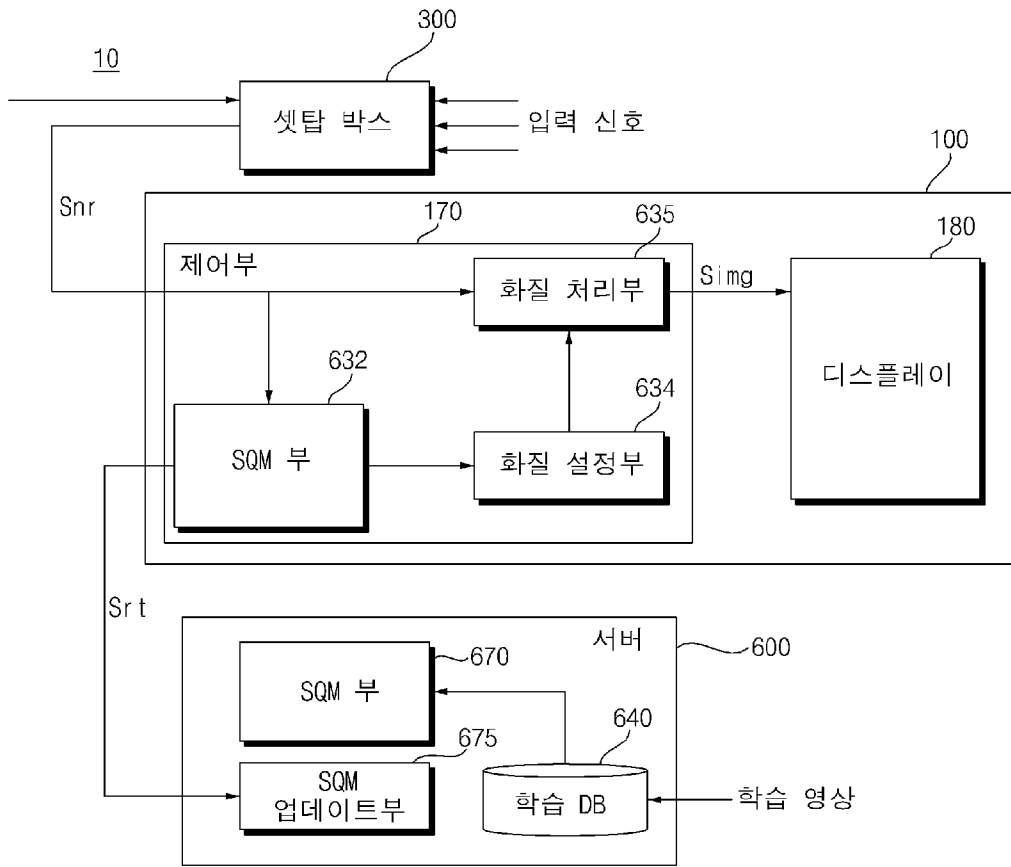 300
10
셋탑 박스
입력 신호
100
Snr
170
635
180
제어부
화질 처리부
Simg
디스플레이
632
634
SQM 부
화질 설정부
Srt
서버
600
670
SQM 부
640
675
SQM
업데이트부
학습 DB
학습 영상